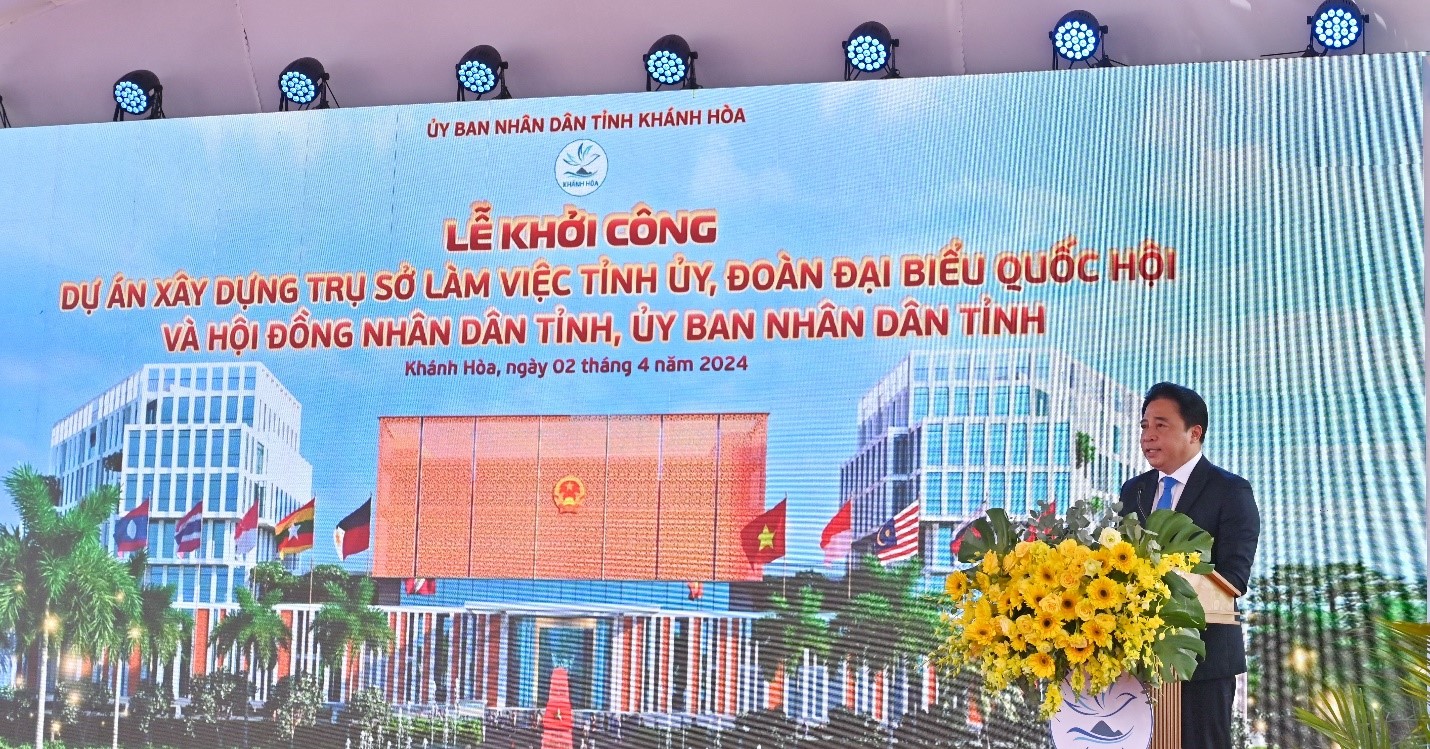 ỦY BAN NHÂN DÂN TỈNH KHÁNH HÒA
KHÁNH HÒA
LỄ KHỞI CÔNG
DỰ ÁN XÂY DỰNG TRỤ SỞ LÀM VIỆC TỈNH ỦY, ĐOÀN ĐẠI BIỂU QUỐC HỘI
VÀ HỘI ĐỒNG NHÂN DÂN TỈNH, ỦY BAN NHÂN DÂN TỈNH
Khánh Hòa, ngày 02 tháng 4 năm 2024